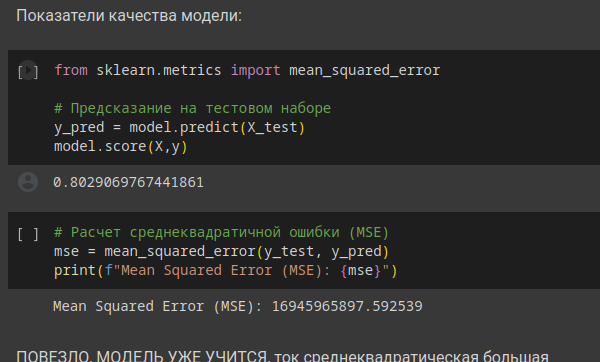 Показатели качества модели:
[ ] from sklearn.metrics import mean_squared_error
# Предсказание на тестовом наборе
y_pred = model.predict(X_test)
model.score(X,y)
0.8029069767441861
[ ] # Расчет среднеквадратичной ошибки (MSE)
mse = mean_squared_error(y_test, y_pred)
print(f"Mean Squared Error (MSE): {mse}")
Mean Squared Error (MSE): 16945965897.592539
ПОВЕЗЛО, МОДЕЛЬ УЖЕ УЧИТСЯ, ток среднеквадратическая большая